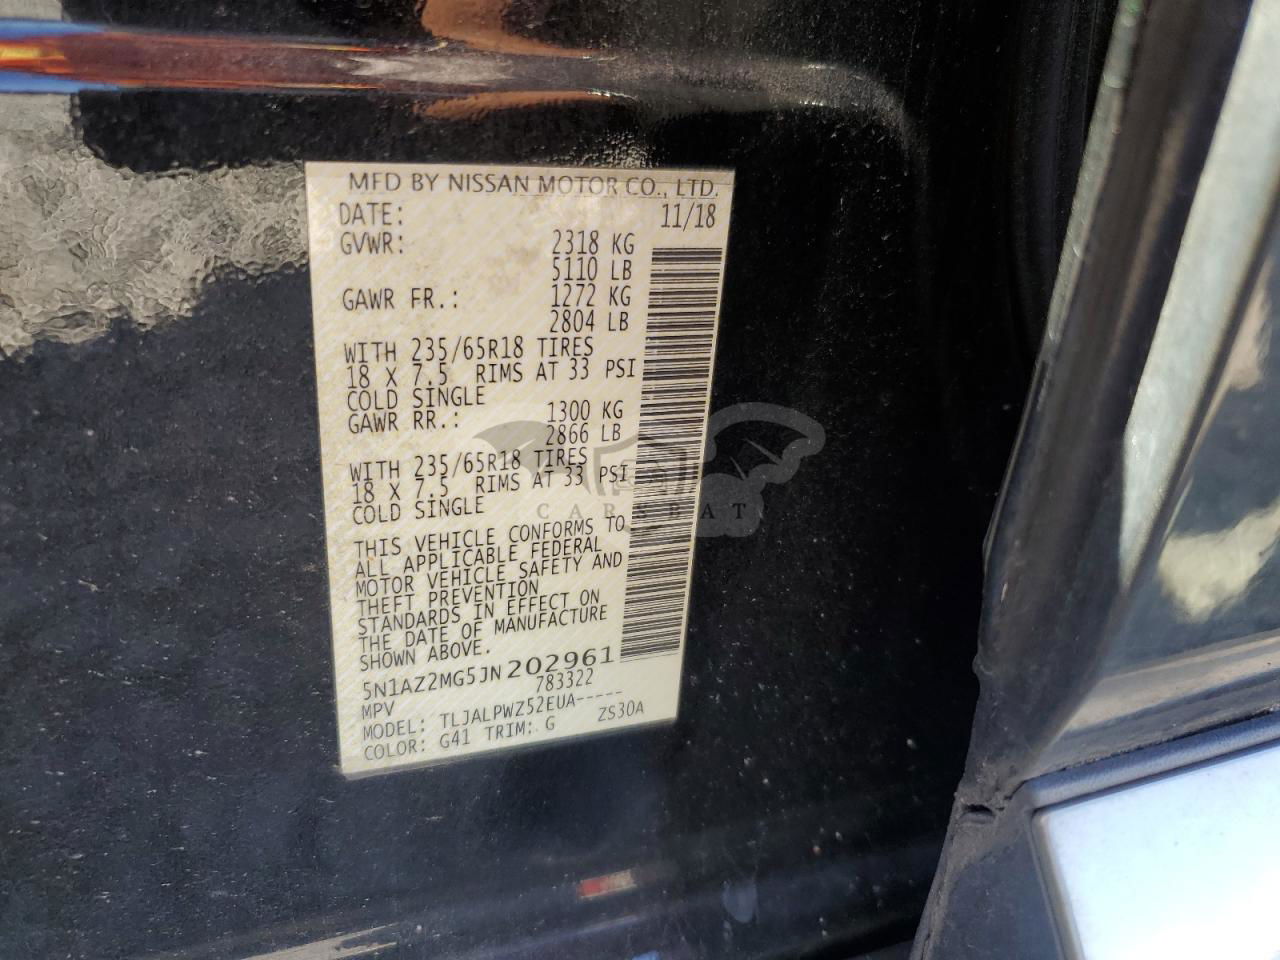 MFD BY NISSAN MOTOR CO., LTD.
DATE: 11/18
GVWR: 2318 KG
5110 LB
GAWR FR.: 1272 KG
2804 LB
WITH 235/65R18 TIRES
18 X 7.5 RIMS AT 33 PSI
COLD SINGLE
GAWR RR.: 1300 KG
2866 LB
WITH 235/65R18 TIRES
18 X 7.5 RIMS AT 33 PSI
COLD SINGLE
CARSBAT
THIS VEHICLE CONFORMS TO
ALL APPLICABLE FEDERAL
MOTOR VEHICLE SAFETY AND
THEFT PREVENTION
STANDARDS IN EFFECT ON
THE DATE OF MANUFACTURE
SHOWN ABOVE.
5N1AZ2MG5JN202961
MPV 783322
MODEL: TLJALPWZ52EUA-----
COLOR: G41 TRIM: G ZS30A